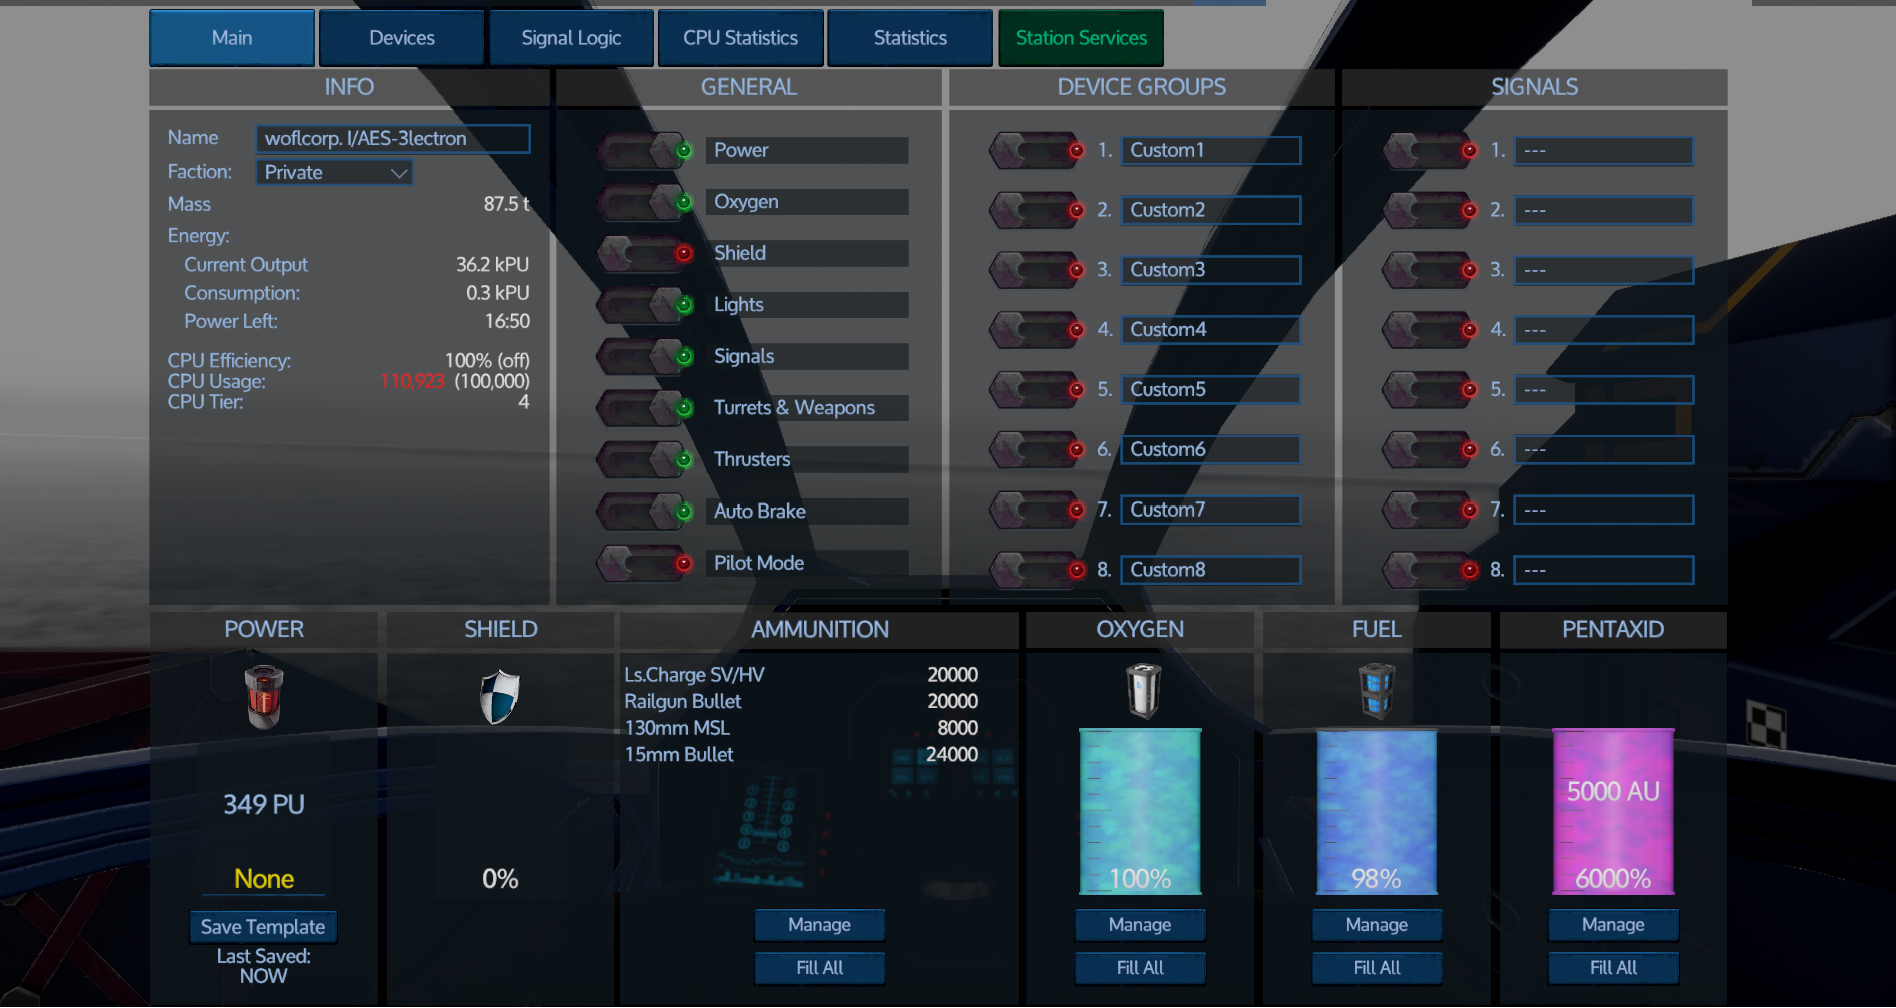 Main
Devices
Signal Logic
CPU Statistics
Statistics
Station Services
INFO
Name woflcorp. I/AES-3lectron
Faction: Private
Mass 87.5 t
Energy:
Current Output 36.2 kPU
Consumption: 0.3 kPU
Power Left: 16:50
CPU Efficiency: 100% (off)
CPU Usage: 110,923 (100,000)
CPU Tier: 4
GENERAL
Power
Oxygen
Shield
Lights
Signals
Turrets & Weapons
Thrusters
Auto Brake
Pilot Mode
DEVICE GROUPS
1. Custom1
2. Custom2
3. Custom3
4. Custom4
5. Custom5
6. Custom6
7. Custom7
8. Custom8
SIGNALS
1. ---
2. ---
3. ---
4. ---
5. ---
6. ---
7. ---
8. ---
POWER
349 PU
None
Save Template
Last Saved:
NOW
SHIELD
0%
AMMUNITION
Ls.Charge SV/HV 20000
Railgun Bullet 20000
130mm MSL 8000
15mm Bullet 24000
Manage
Fill All
OXYGEN
100%
Manage
Fill All
FUEL
98%
Manage
Fill All
PENTAXID
5000 AU
6000%
Manage
Fill All